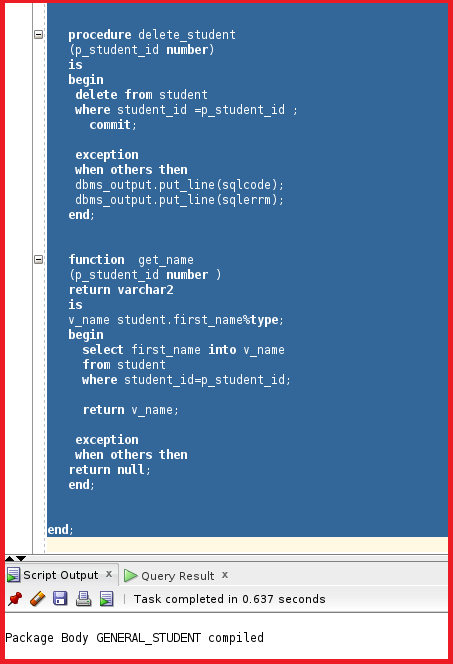 procedure delete_student
(p_student_id number)
is
begin
delete from student
where student_id =p_student_id ;
commit;
exception
when others then
dbms_output.put_line(sqlcode);
dbms_output.put_line(sqlerrm);
end;
function  get_name
(p_student_id number )
return varchar2
is
v_name student.first_name%type;
begin
select first_name into v_name
from student
where student_id=p_student_id;
return v_name;
exception
when others then
return null;
end;
end;
Script Output x Query Result x
Task completed in 0.637 seconds
Package Body GENERAL_STUDENT compiled